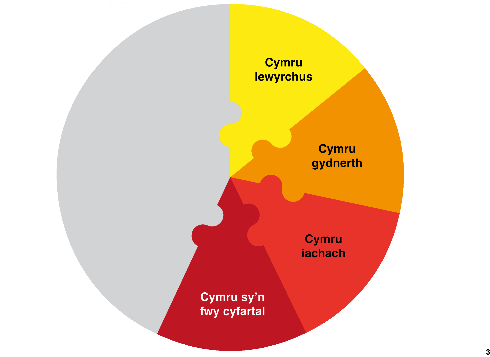 Cymru
lewyrchus
Cymru
gydnerth
Cymru
iachach
Cymru sy'n
fwy cyfartal
3